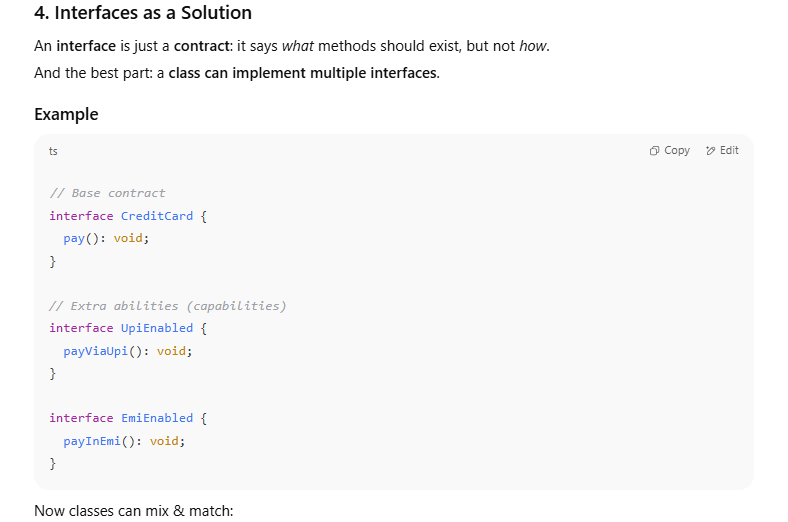 4. Interfaces as a Solution
An interface is just a contract: it says what methods should exist, but not how.
And the best part: a class can implement multiple interfaces.
Example
ts
Copy
Edit
// Base contract
interface CreditCard {
  pay(): void;
}
// Extra abilities (capabilities)
interface UpiEnabled {
  payViaUpi(): void;
}
interface EmiEnabled {
  payInEmi(): void;
}
Now classes can mix & match: